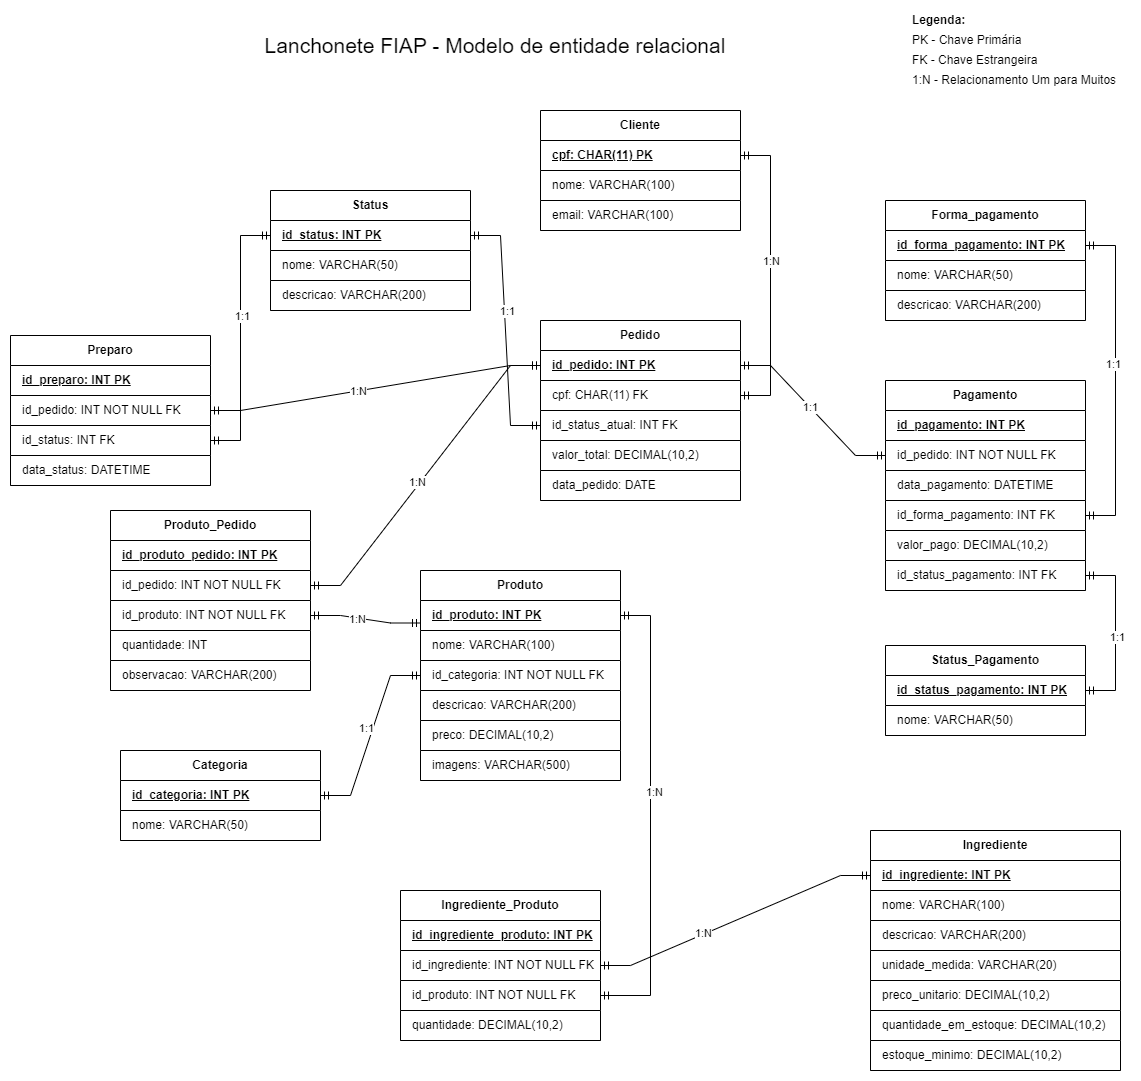 Lanchonete FIAP - Modelo de entidade relacional
Legenda:
PK - Chave Primária
FK - Chave Estrangeira
1:N - Relacionamento Um para Muitos
Cliente
cpf: CHAR(11) PK
nome: VARCHAR(100)
email: VARCHAR(100)
Status
id_status: INT PK
nome: VARCHAR(50)
descricao: VARCHAR(200)
Forma_pagamento
id_forma_pagamento: INT PK
nome: VARCHAR(50)
descricao: VARCHAR(200)
1:N
1:1
1:1
Preparo
id_preparo: INT PK
id_pedido: INT NOT NULL FK
id_status: INT FK
data_status: DATETIME
1:N
Pedido
id_pedido: INT PK
cpf: CHAR(11) FK
id_status_atual: INT FK
valor_total: DECIMAL(10,2)
data_pedido: DATE
1:1
1:1
Pagamento
id_pagamento: INT PK
id_pedido: INT NOT NULL FK
data_pagamento: DATETIME
id_forma_pagamento: INT FK
valor_pago: DECIMAL(10,2)
id_status_pagamento: INT FK
1:N
Produto_Pedido
id_produto_pedido: INT PK
id_pedido: INT NOT NULL FK
id_produto: INT NOT NULL FK
quantidade: INT
observacao: VARCHAR(200)
1:N
Produto
id_produto: INT PK
nome: VARCHAR(100)
id_categoria: INT NOT NULL FK
descricao: VARCHAR(200)
preco: DECIMAL(10,2)
imagens: VARCHAR(500)
1:1
Status_Pagamento
id_status_pagamento: INT PK
nome: VARCHAR(50)
1:1
Categoria
id_categoria: INT PK
nome: VARCHAR(50)
1:N
Ingrediente_Produto
id_ingrediente_produto: INT PK
id_ingrediente: INT NOT NULL FK
id_produto: INT NOT NULL FK
quantidade: DECIMAL(10,2)
1:N
Ingrediente
id_ingrediente: INT PK
nome: VARCHAR(100)
descricao: VARCHAR(200)
unidade_medida: VARCHAR(20)
preco_unitario: DECIMAL(10,2)
quantidade_em_estoque: DECIMAL(10,2)
estoque_minimo: DECIMAL(10,2)